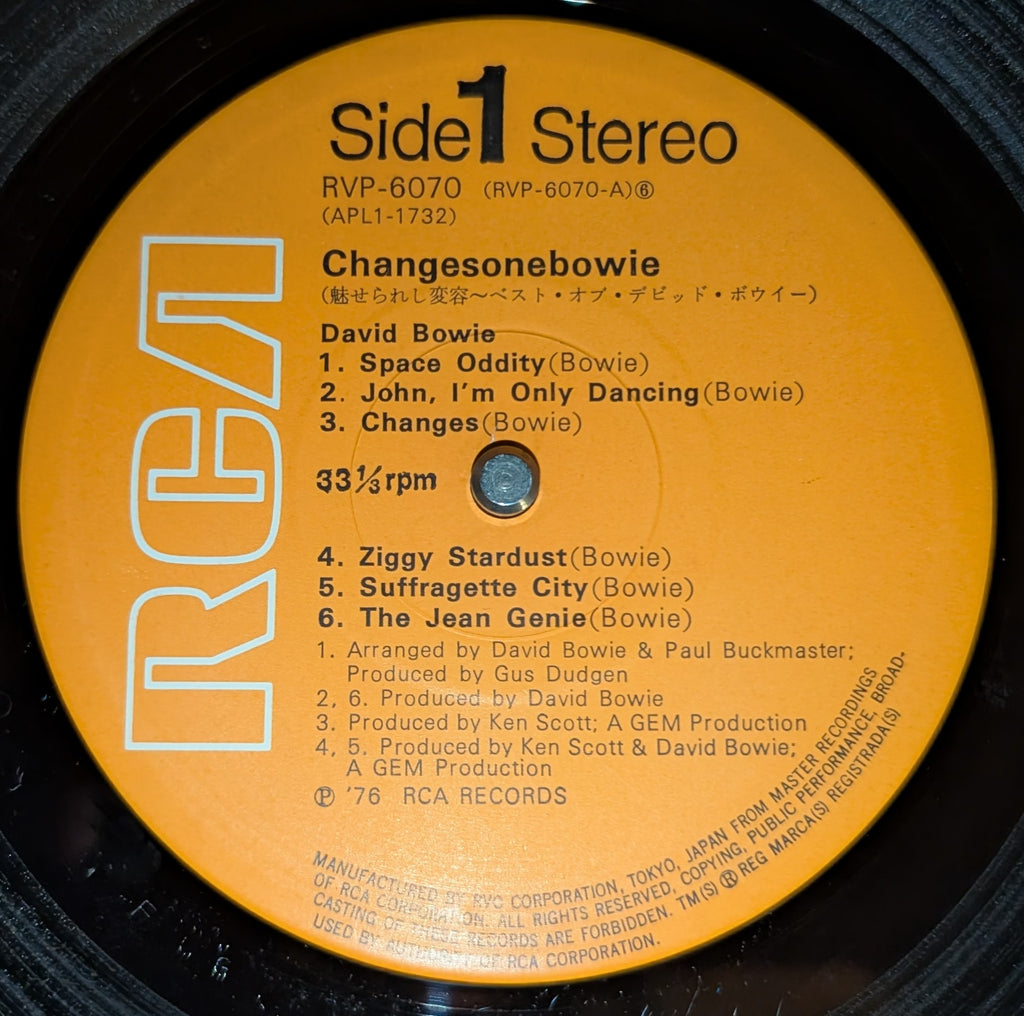 Side 1 Stereo
RVP-6070 (RVP-6070-A)⑥
(APL1-1732)
RCA
Changesonebowie
(魅せられし変容〜ベスト・オブ・デビッド・ボウイー)
David Bowie
1. Space Oddity(Bowie)
2. John, I'm Only Dancing(Bowie)
3. Changes(Bowie)
33 1/3 rpm
4. Ziggy Stardust(Bowie)
5. Suffragette City(Bowie)
6. The Jean Genie(Bowie)
1. Arranged by David Bowie & Paul Buckmaster;
Produced by Gus Dudgen
2, 6. Produced by David Bowie
3. Produced by Ken Scott; A GEM Production
4, 5. Produced by Ken Scott & David Bowie;
A GEM Production
℗ '76 RCA RECORDS
MANUFACTURED BY RVC CORPORATION, TOKYO, JAPAN FROM MASTER RECORDINGS
OF RCA CORPORATION. ALL RIGHTS RESERVED, COPYING, PUBLIC PERFORMANCE, BROAD-
CASTING OF THESE RECORDS ARE FORBIDDEN. TM(S) ® REG MARCA(S) REGISTRADA(S)
USED BY AUTHORITY OF RCA CORPORATION.